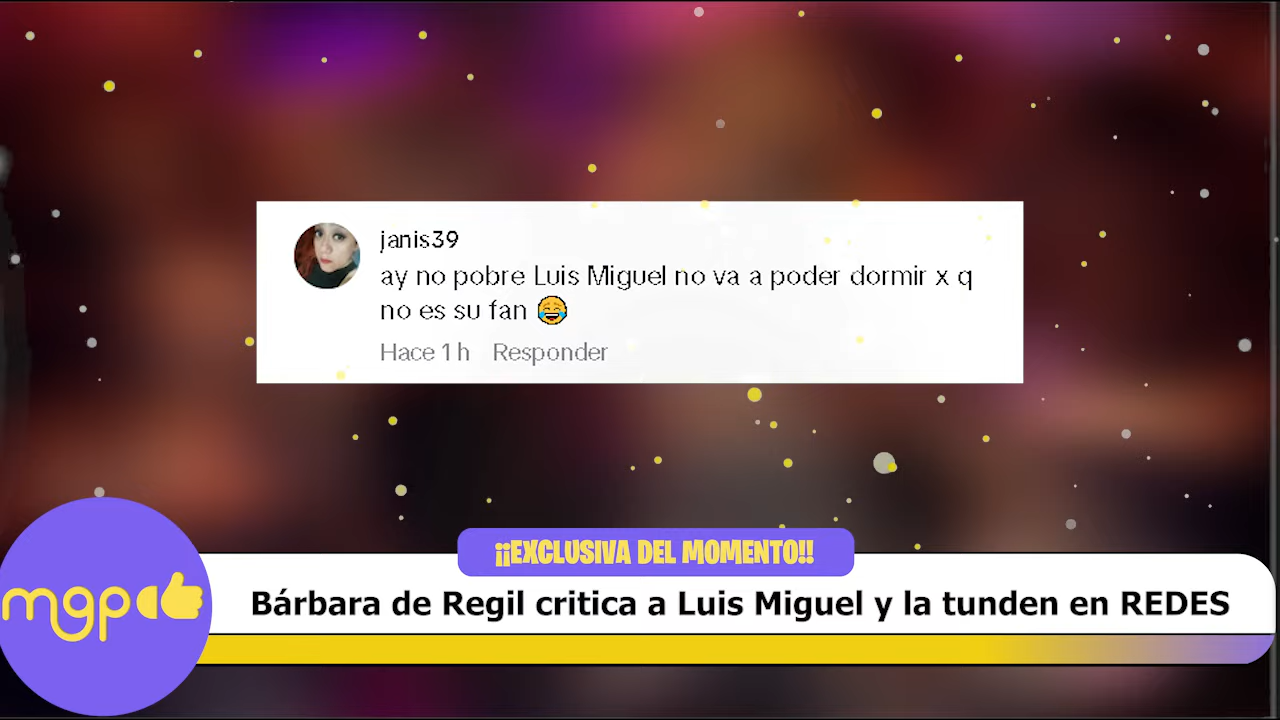 janis39
ay no pobre Luis Miguel no va a poder dormir x q
no es su fan 😂
Hace 1 h Responder
¡¡EXCLUSIVA DEL MOMENTO!!
mgp
Bárbara de Regil critica a Luis Miguel y la tunden en REDES